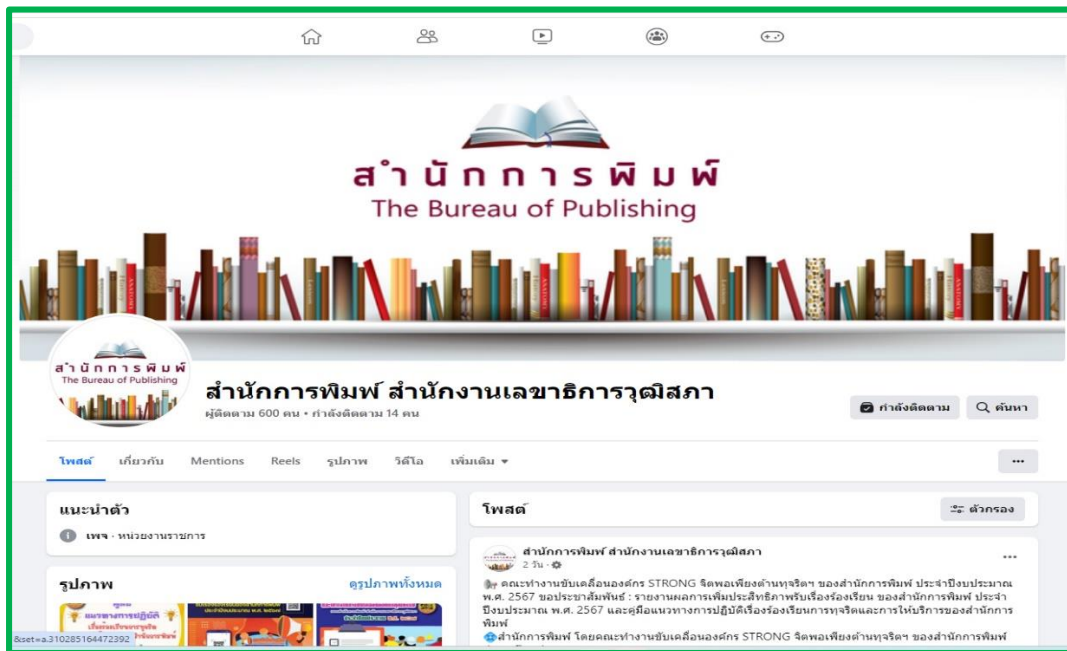 สำนักการพิมพ์
The Bureau of Publishing
สำนักการพิมพ์
The Bureau of Publishing
สำนักการพิมพ์ สำนักงานเลขาธิการวุฒิสภา
ผู้ติดตาม 600 คน • กำลังติดตาม 14 คน
กำลังติดตาม
ค้นหา
โพสต์ เกี่ยวกับ Mentions Reels รูปภาพ วิดีโอ เพิ่มเติม
แนะนำตัว
เพจ · หน่วยงานราชการ
รูปภาพ
ดูรูปภาพทั้งหมด
แนวทางการปฏิบัติ
&set=a.310285164472392
โพสต์
ตัวกรอง
สำนักการพิมพ์ สำนักงานเลขาธิการวุฒิสภา
2 วัน ·
คณะทำงานขับเคลื่อนองค์กร STRONG จิตพอเพียงต้านทุจริตฯ ของสำนักการพิมพ์ ประจำปีงบประมาณ
พ.ศ. 2567 ขอประชาสัมพันธ์ : รายงานผลการเพิ่มประสิทธิภาพรับเรื่องร้องเรียน ของสำนักการพิมพ์ ประจำ
ปีงบประมาณ พ.ศ. 2567 และคู่มือแนวทางการปฏิบัติเรื่องร้องเรียนการทุจริตและการให้บริการของสำนักการ
พิมพ์
สำนักการพิมพ์ โดยคณะทำงานขับเคลื่อนองค์กร STRONG จิตพอเพียงต้านทุจริตฯ ของสำนักการพิมพ์